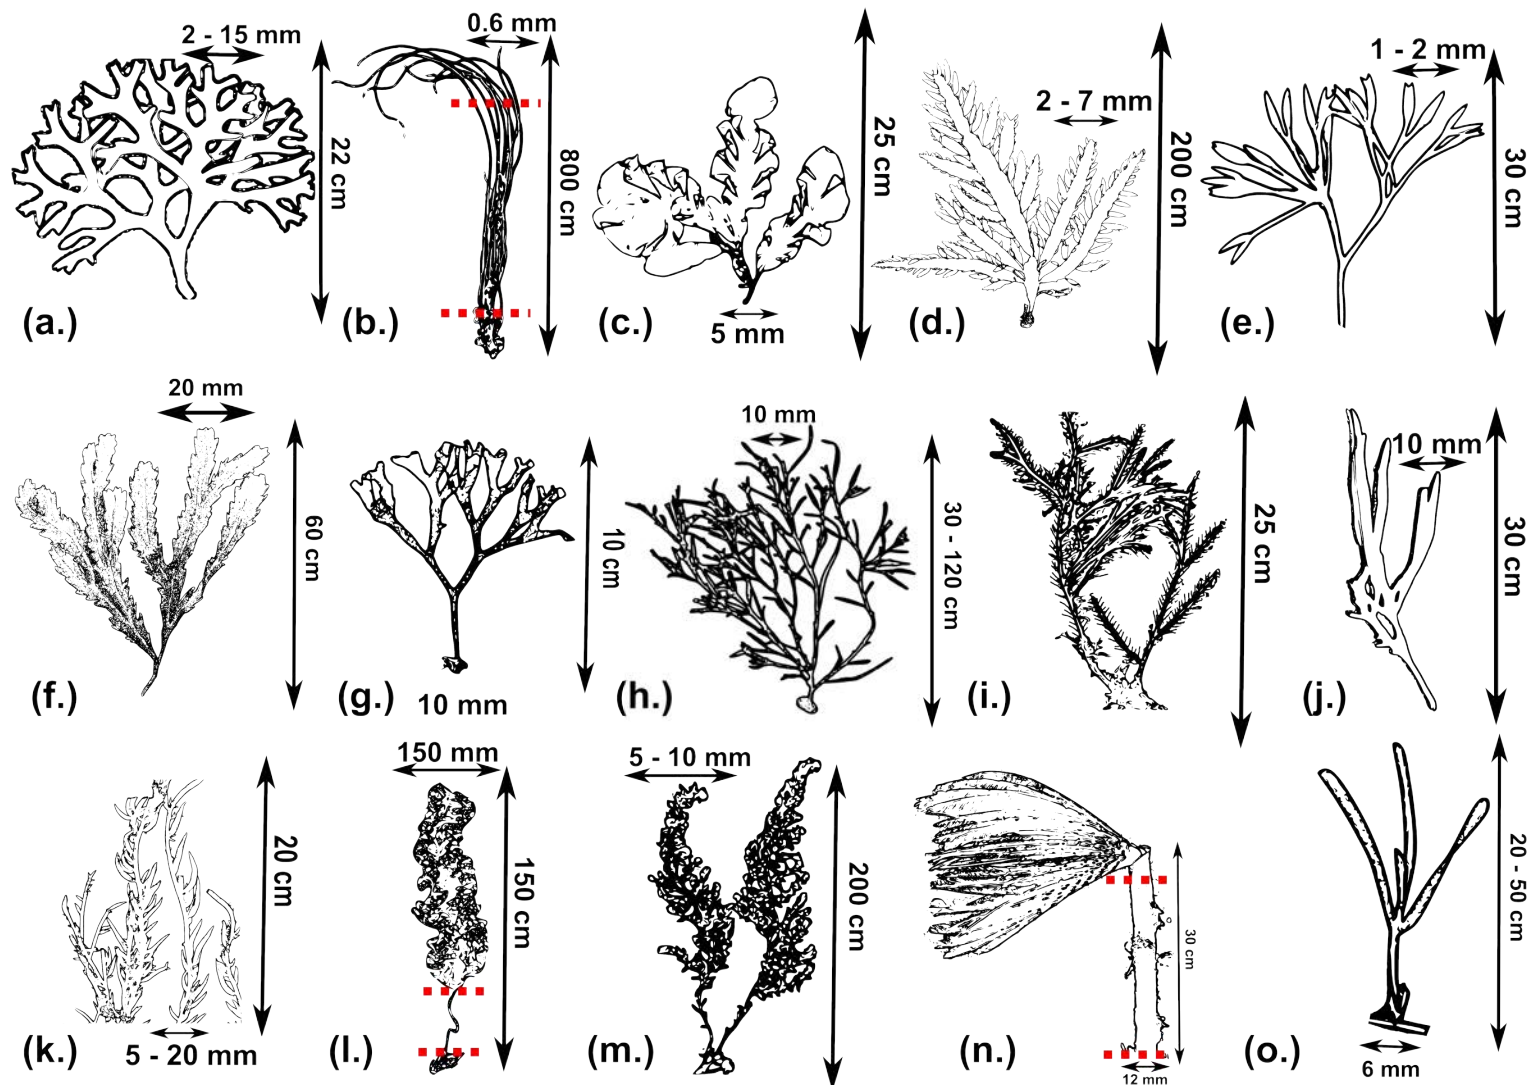 2 - 15 mm
22 cm
(a.)
0.6 mm
800 cm
(b.)
25 cm
5 mm
(c.)
2 - 7 mm
200 cm
(d.)
1 - 2 mm
30 cm
(e.)
20 mm
60 cm
(f.)
10 cm
(g.)
10 mm
10 mm
30 - 120 cm
(h.)
25 cm
(i.)
10 mm
30 cm
(j.)
20 cm
(k.)
5 - 20 mm
150 mm
150 cm
(l.)
5 - 10 mm
200 cm
(m.)
30 cm
12 mm
(n.)
20 - 50 cm
(o.)
6 mm